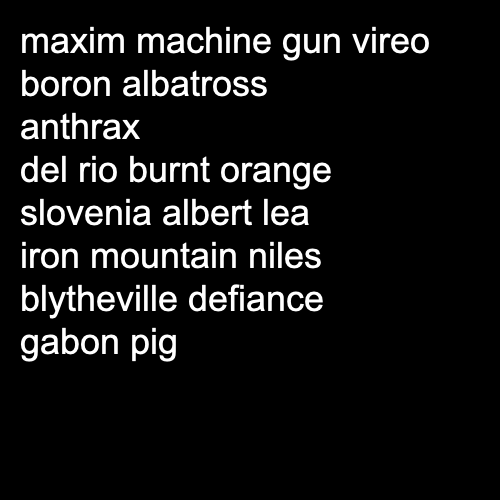 maxim machine gun vireo
boron albatross
anthrax
del rio burnt orange
slovenia albert lea
iron mountain niles
blytheville defiance
gabon pig